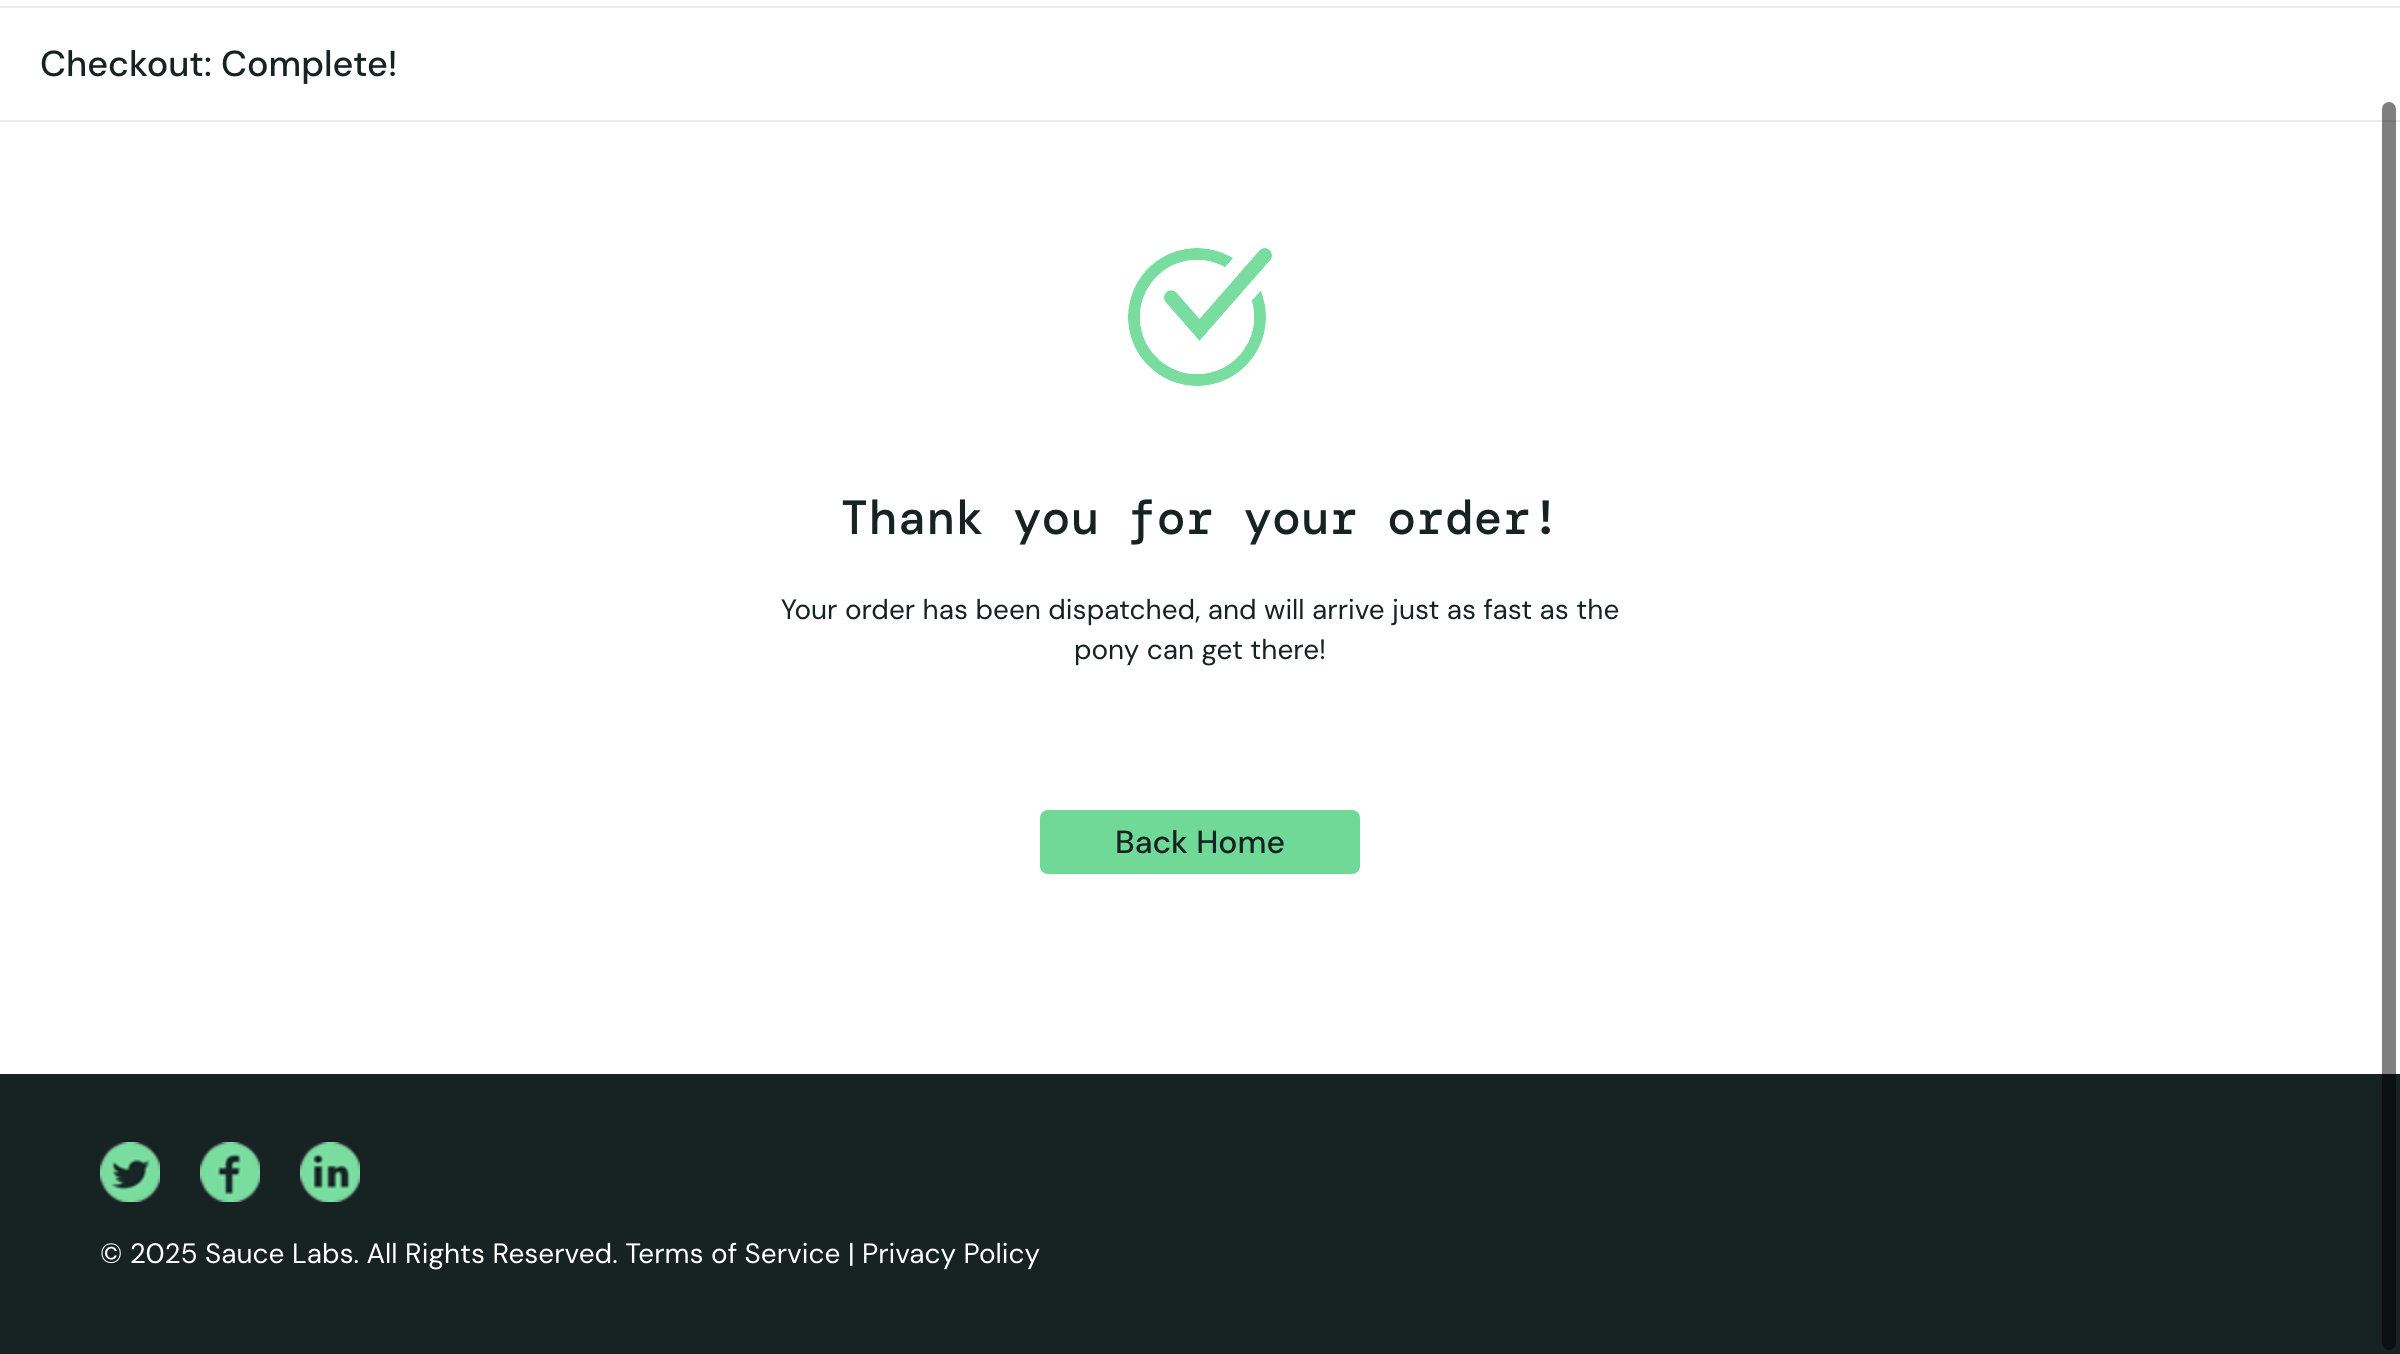 Checkout: Complete!
Thank you for your order!
Your order has been dispatched, and will arrive just as fast as the
pony can get there!
Back Home
© 2025 Sauce Labs. All Rights Reserved. Terms of Service | Privacy Policy